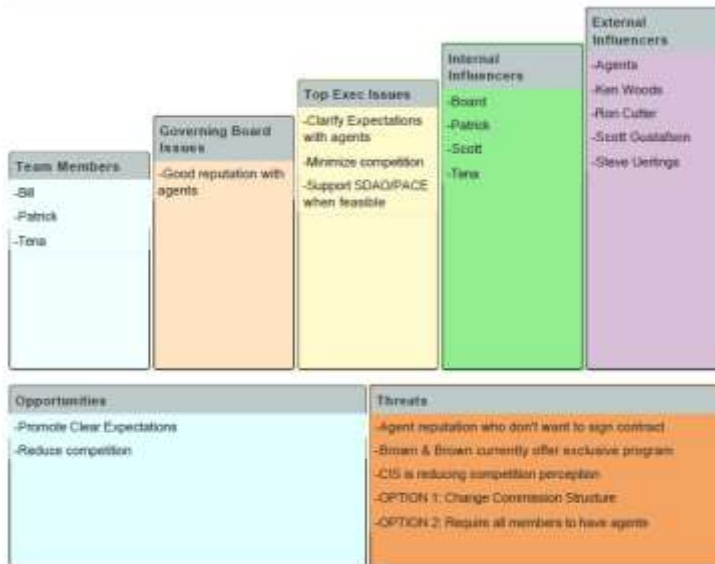 Team Members
-Bill
-Patrick
-Tena
Governing Board
Issues
-Good reputation with
agents
Top Exec Issues
-Clarify Expectations
with agents
-Minimize competition
-Support SDAO/PACE
when feasible
Internal
Influencers
-Board
-Patrick
-Scott
-Tena
External
Influencers
-Agents
-Ken Woods
-Ron Cutter
-Scott Gustafson
-Steve
Opportunities
-Promote Clear Expectations
-Reduce competition
Threats
-Agent reputation who don't want to sign contract
-Brown & Brown currently offer exclusive program
-CIS is reducing competition perception
-OPTION 1: Change Commission Structure
-OPTION 2: Require all members to have agents